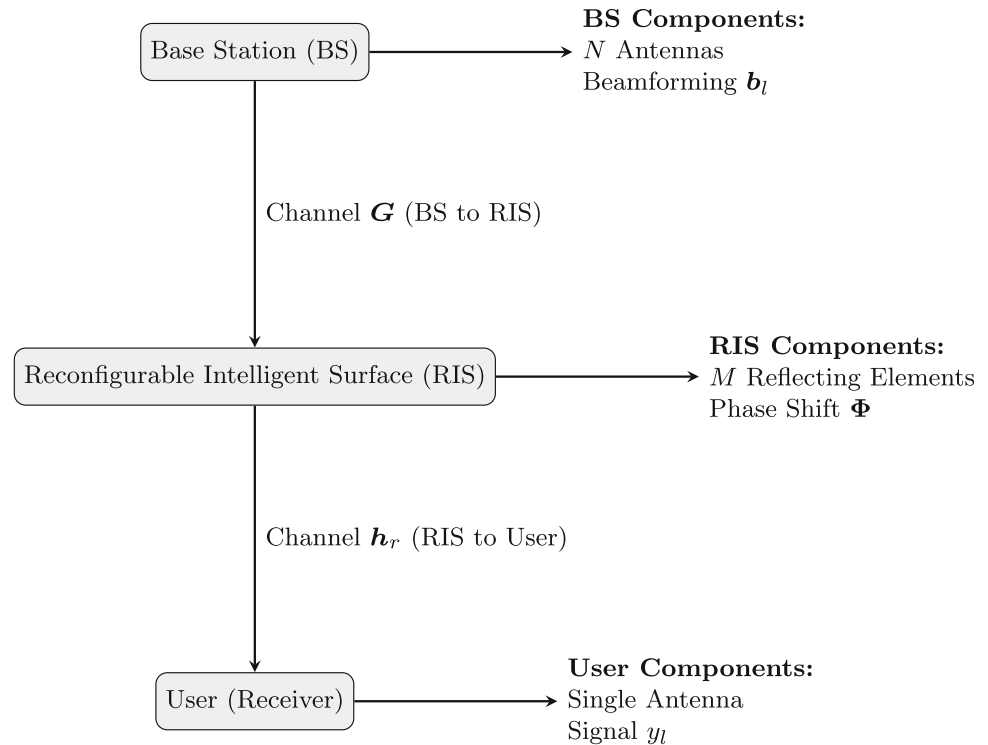 Base Station (BS)
BS Components:
N Antennas
Beamforming b_l
Channel G (BS to RIS)
Reconfigurable Intelligent Surface (RIS)
RIS Components:
M Reflecting Elements
Phase Shift Φ
Channel h_r (RIS to User)
User (Receiver)
User Components:
Single Antenna
Signal y_l